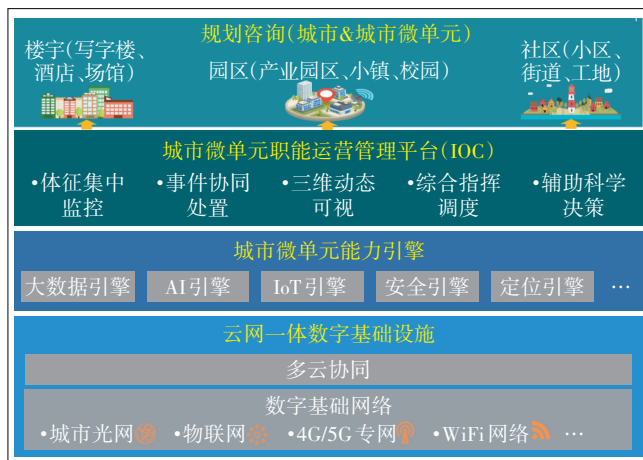 规划咨询(城市&城市微单元)
楼宇(写字楼、
酒店、场馆)
园区(产业园区、小镇、校园)
社区(小区、
街道、工地)
城市微单元职能运营管理平台(IOC)
•体征集中
监控
•事件协同
处置
•三维动态
可视
•综合指挥
调度
•辅助科学
决策
城市微单元能力引擎
大数据引擎 AI引擎 IoT引擎 安全引擎 定位引擎 …
云网一体数字基础设施
多云协同
数字基础网络
•城市光网 •物联网 •4G/5G专网 •WiFi网络 …